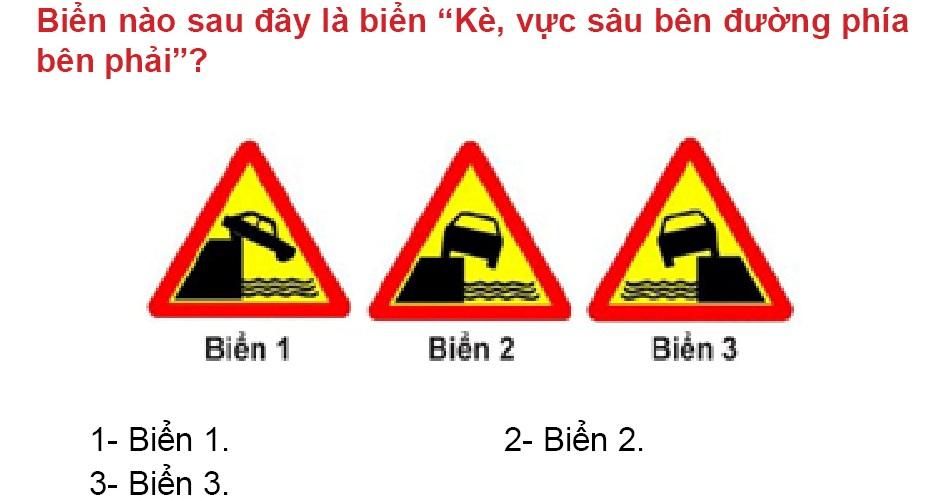 Biển nào sau đây là biển “Kè, vực sâu bên đường phía
bên phải”?
Biển 1 Biển 2 Biển 3
1- Biển 1. 2- Biển 2.
3- Biển 3.